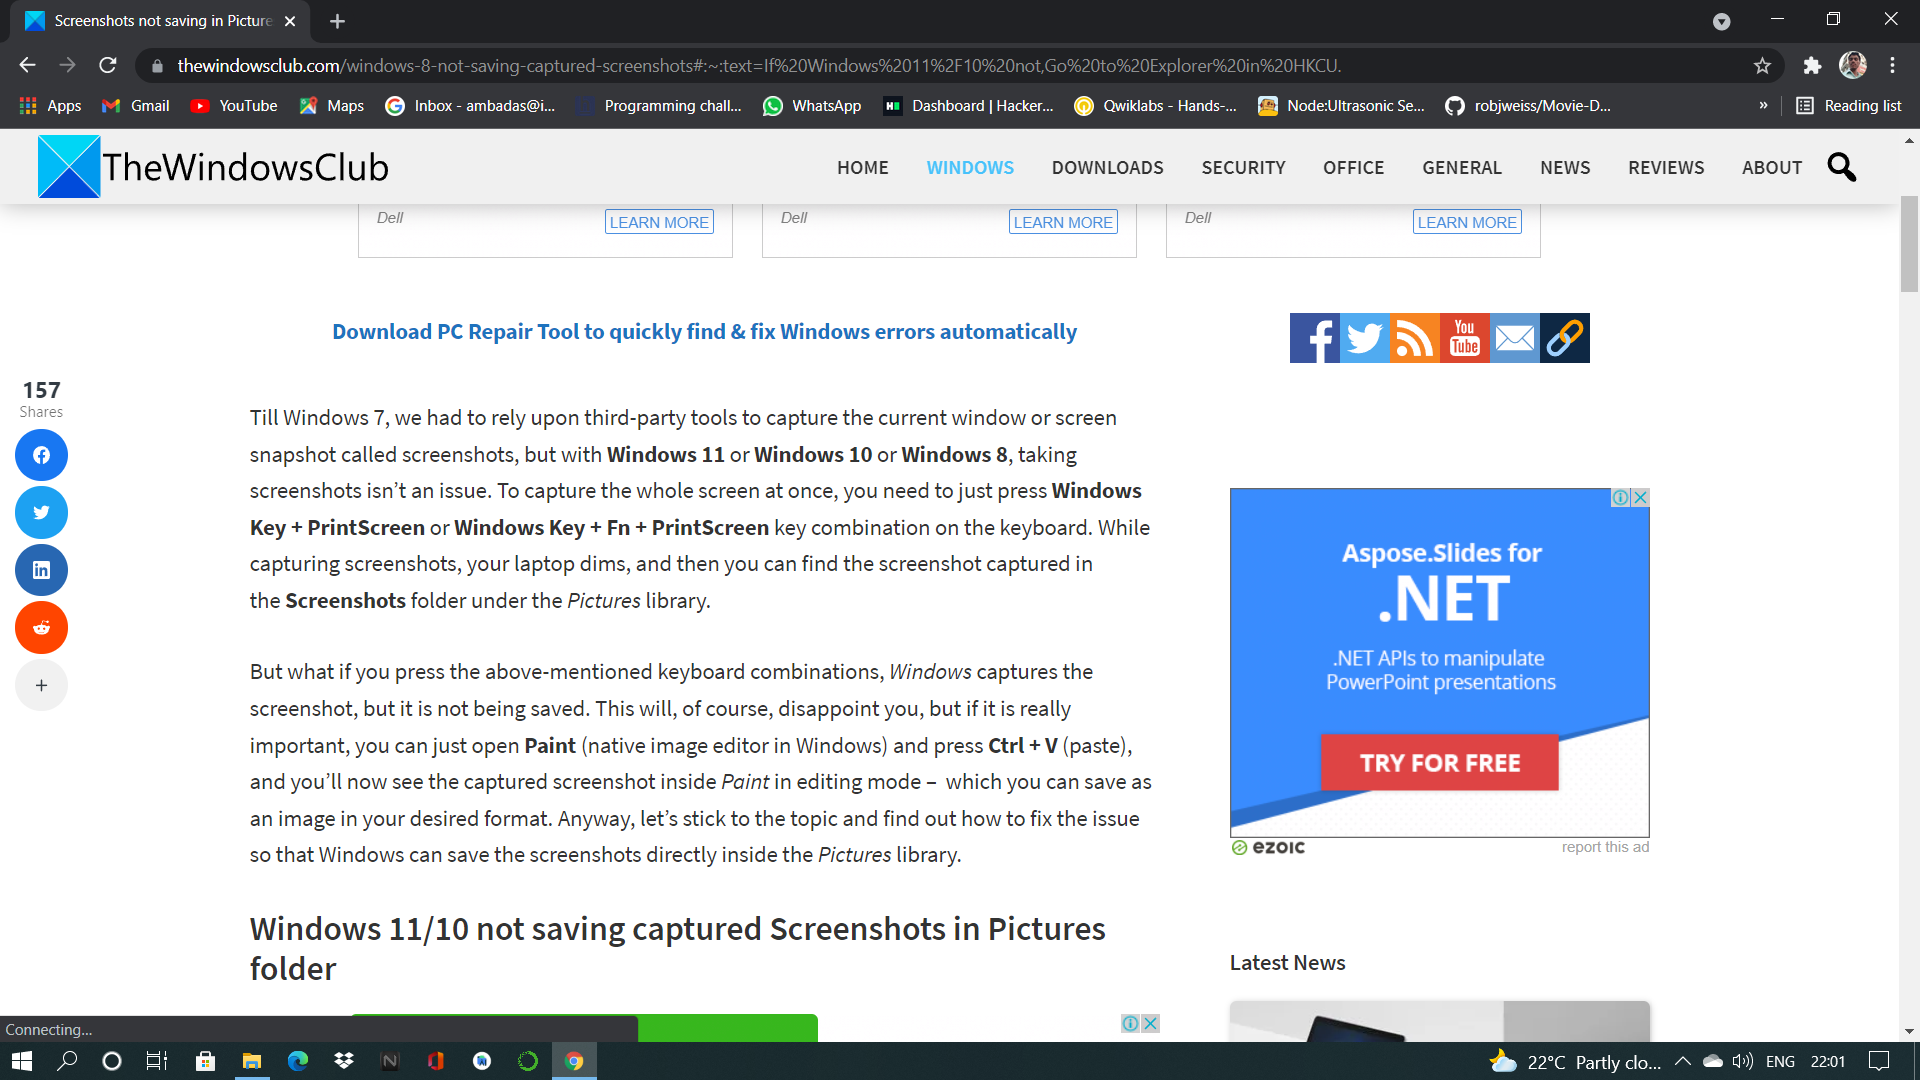 Screenshots not saving in Picture
thewindowsclub.com/windows-8-not-saving-captured-screenshots#:~:text=If%20Windows%2011%2F10%20not,Go%20to%20Explorer%20in%20HKCU.
Apps Gmail YouTube Maps Inbox - ambadas@i... Programming chall... WhatsApp Dashboard | Hacker... Qwiklabs - Hands-... Node:Ultrasonic Se... robjweiss/Movie-D... » Reading list
TheWindowsClub HOME WINDOWS DOWNLOADS SECURITY OFFICE GENERAL NEWS REVIEWS ABOUT
Dell LEARN MORE Dell LEARN MORE Dell LEARN MORE
Download PC Repair Tool to quickly find & fix Windows errors automatically
You
Tube
157
Shares
Till Windows 7, we had to rely upon third-party tools to capture the current window or screen
snapshot called screenshots, but with Windows 11 or Windows 10 or Windows 8, taking
screenshots isn’t an issue. To capture the whole screen at once, you need to just press Windows
Key + PrintScreen or Windows Key + Fn + PrintScreen key combination on the keyboard. While
capturing screenshots, your laptop dims, and then you can find the screenshot captured in
the Screenshots folder under the Pictures library.
But what if you press the above-mentioned keyboard combinations, Windows captures the
screenshot, but it is not being saved. This will, of course, disappoint you, but if it is really
important, you can just open Paint (native image editor in Windows) and press Ctrl + V (paste),
and you’ll now see the captured screenshot inside Paint in editing mode –  which you can save as
an image in your desired format. Anyway, let’s stick to the topic and find out how to fix the issue
so that Windows can save the screenshots directly inside the Pictures library.
Windows 11/10 not saving captured Screenshots in Pictures
folder
Aspose.Slides for
.NET
.NET APIs to manipulate
PowerPoint presentations
TRY FOR FREE
ezoic report this ad
Latest News
Connecting...
22°C Partly clo... ENG 22:01